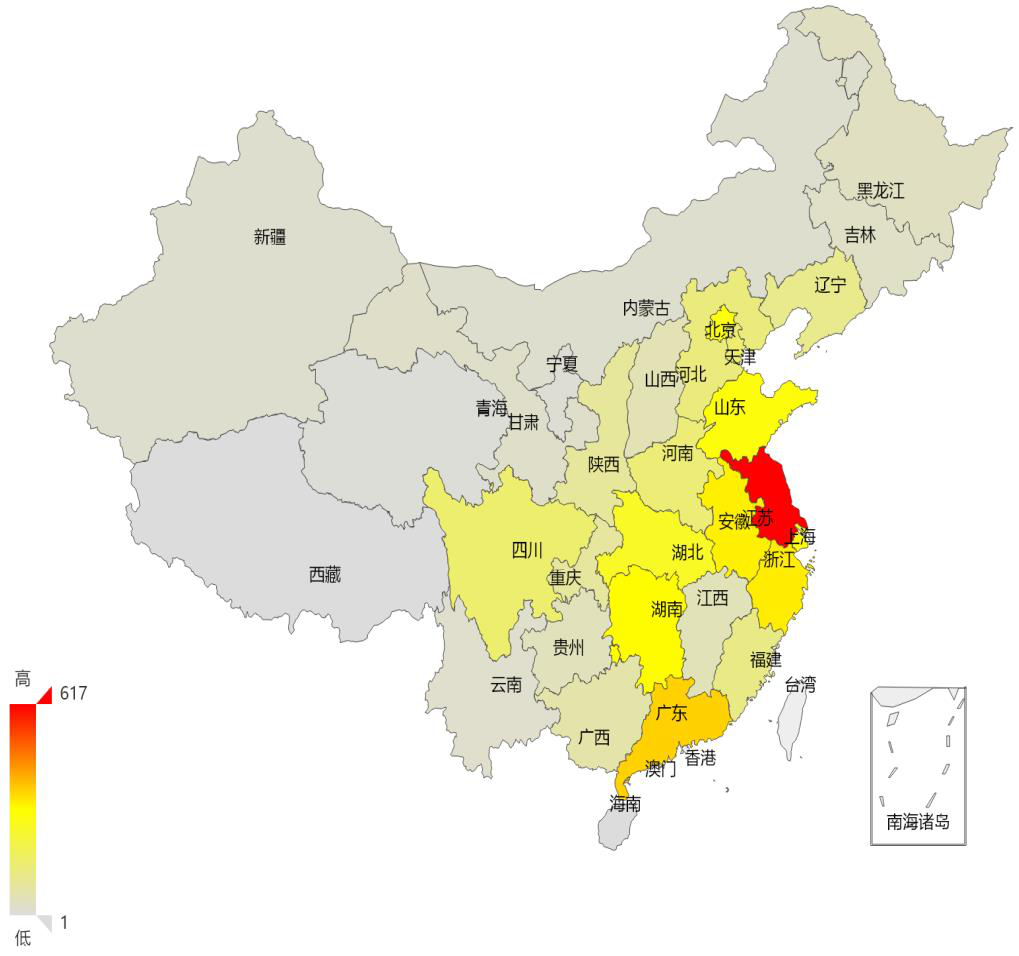 黑龙江
吉林
新疆
辽宁
内蒙古
北京
天津
宁夏
山西
河北
青海
甘肃
山东
河南
陕西
安徽
江苏
上海
四川
湖北
浙江
西藏
重庆
江西
湖南
贵州
福建
云南
台湾
广东
广西
香港
澳门
海南
南海诸岛
高
617
1
低